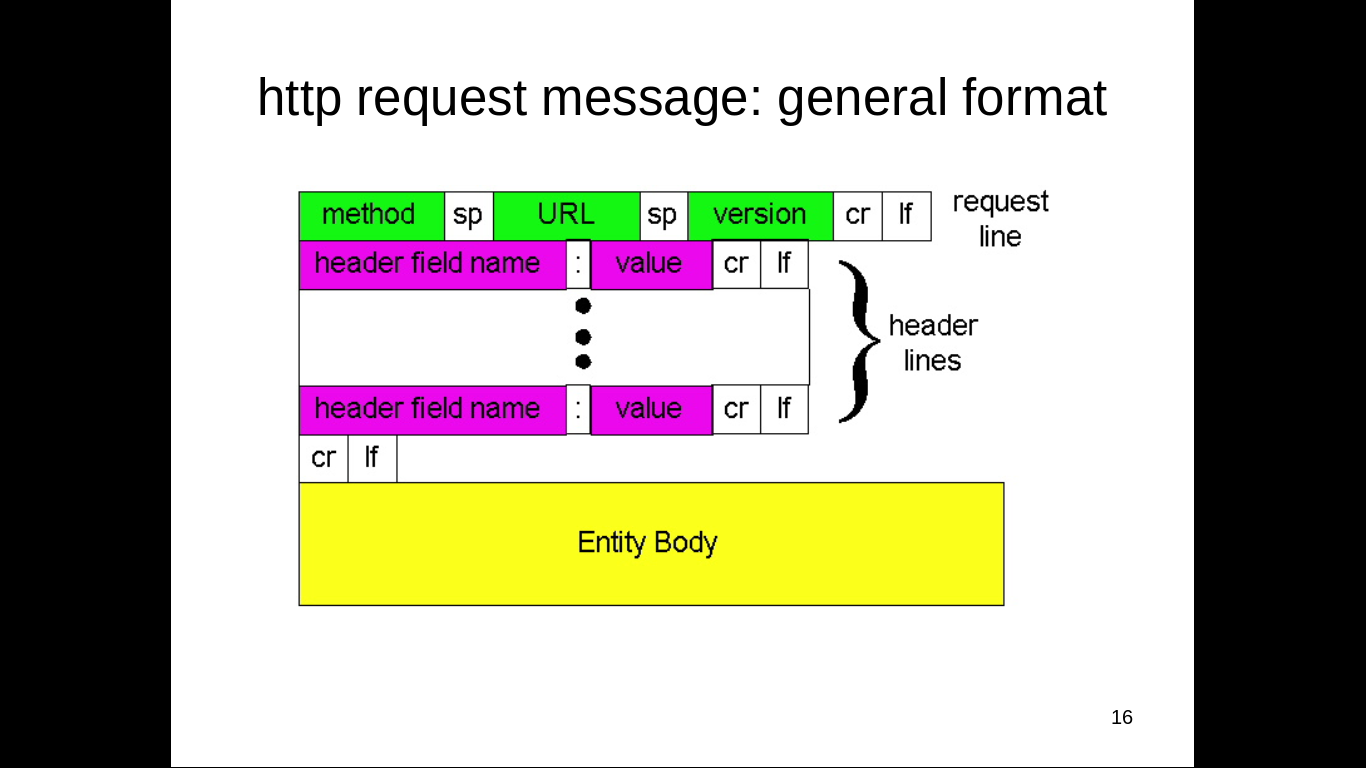 http request message: general format
method sp URL sp version cr lf
request
line
header field name : value cr lf
header
lines
header field name : value cr lf
cr lf
Entity Body
16